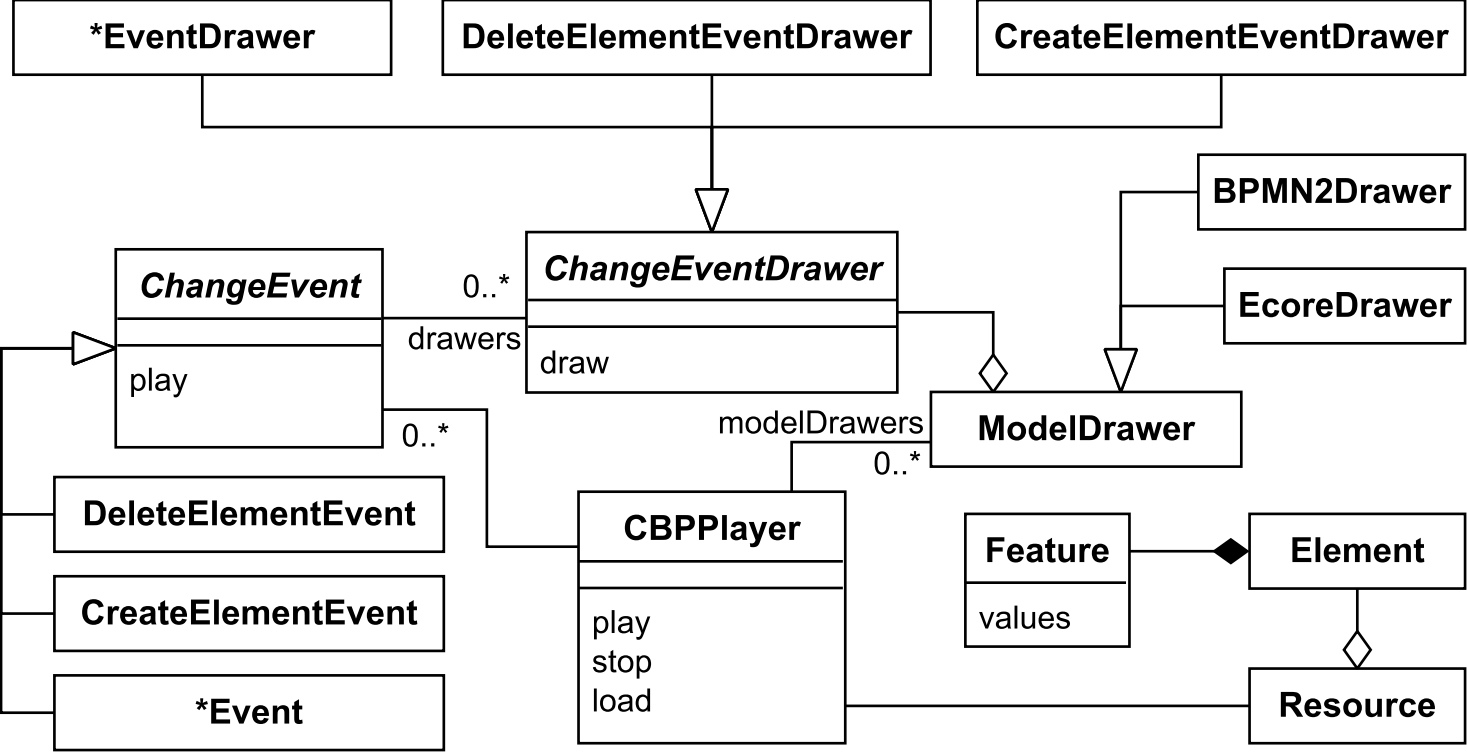 *EventDrawer
DeleteElementEventDrawer
CreateElementEventDrawer
BPMN2Drawer
ChangeEvent
0..*
ChangeEventDrawer
EcoreDrawer
drawers
play
draw
modelDrawers
ModelDrawer
0..*
0..*
DeleteElementEvent
CBPPlayer
Feature
Element
CreateElementEvent
play
values
stop
load
*Event
Resource